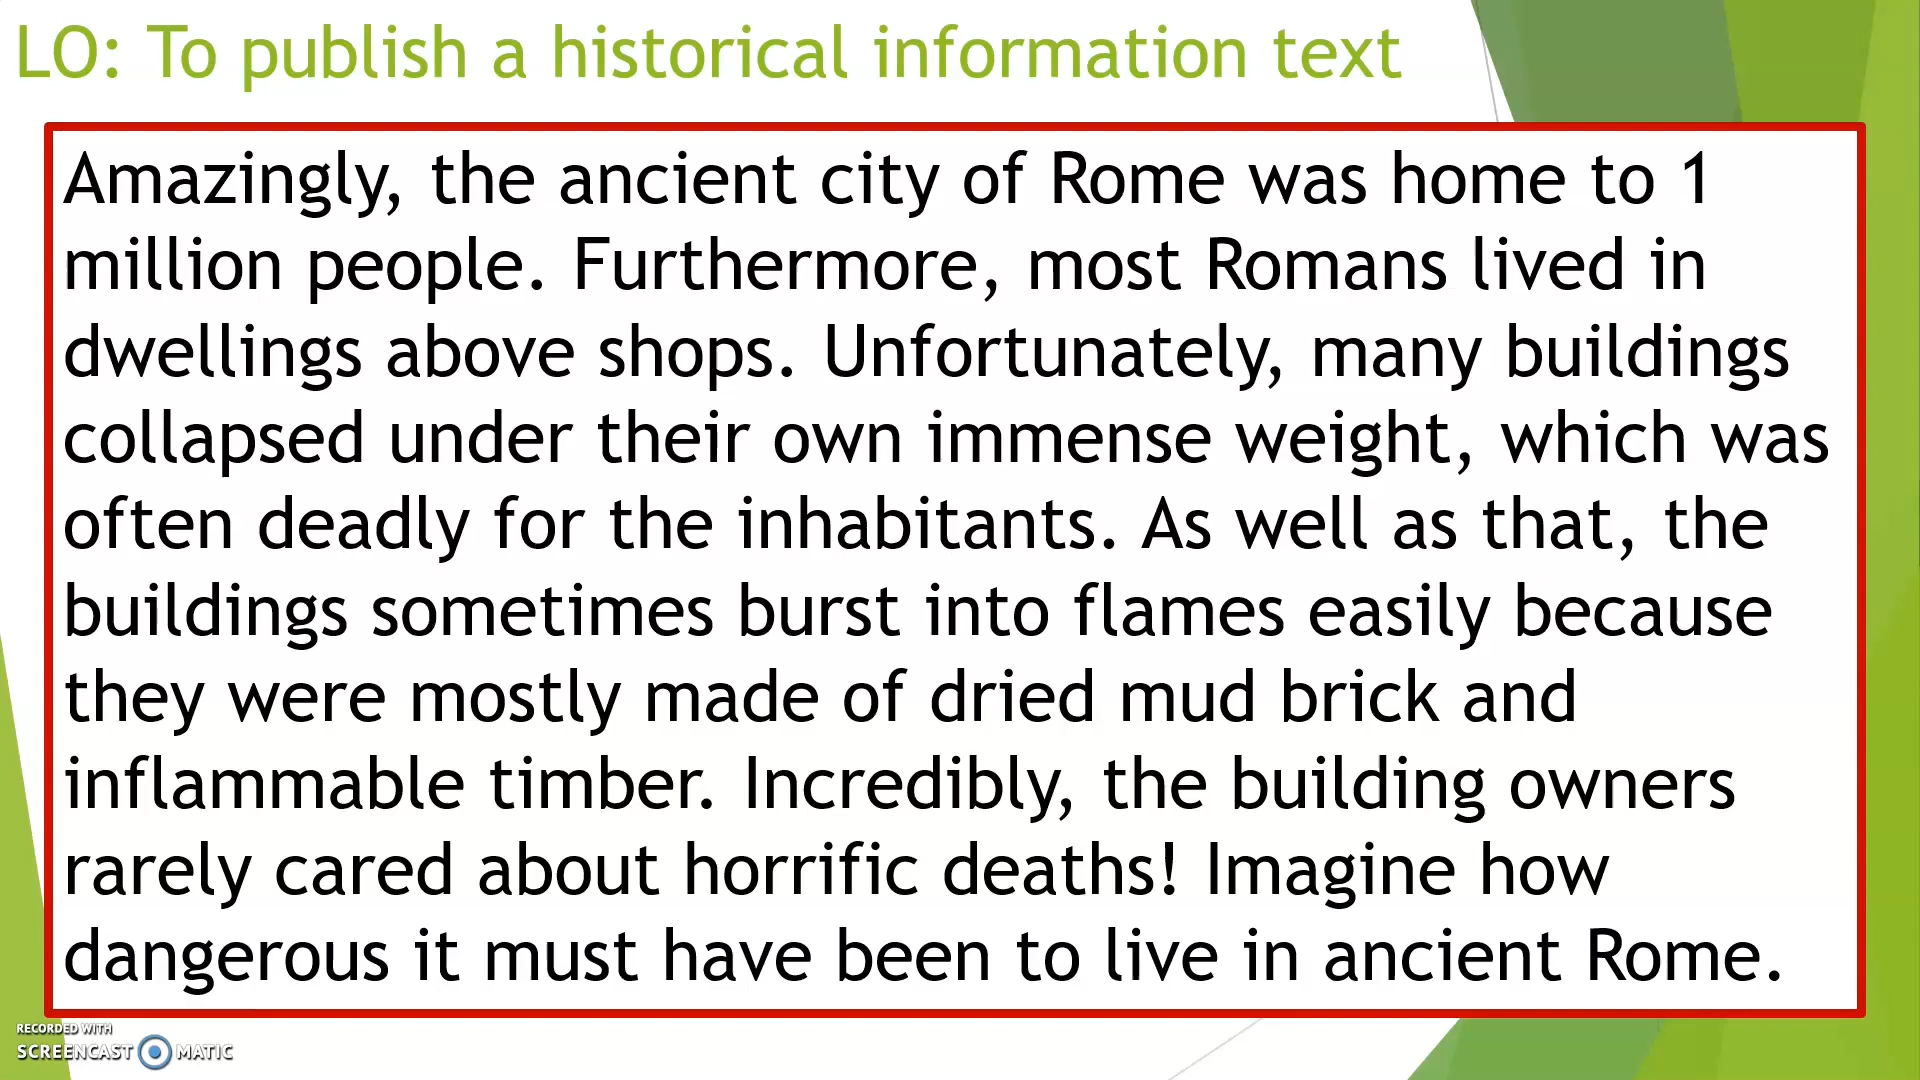 LO: To publish a historical information text
Amazingly, the ancient city of Rome was home to 1
million people. Furthermore, most Romans lived in
dwellings above shops. Unfortunately, many buildings
collapsed under their own immense weight, which was
often deadly for the inhabitants. As well as that, the
buildings sometimes burst into flames easily because
they were mostly made of dried mud brick and
inflammable timber. Incredibly, the building owners
rarely cared about horrific deaths! Imagine how
dangerous it must have been to live in ancient Rome.
RECORDED WITH
SCREENCAST MATIC